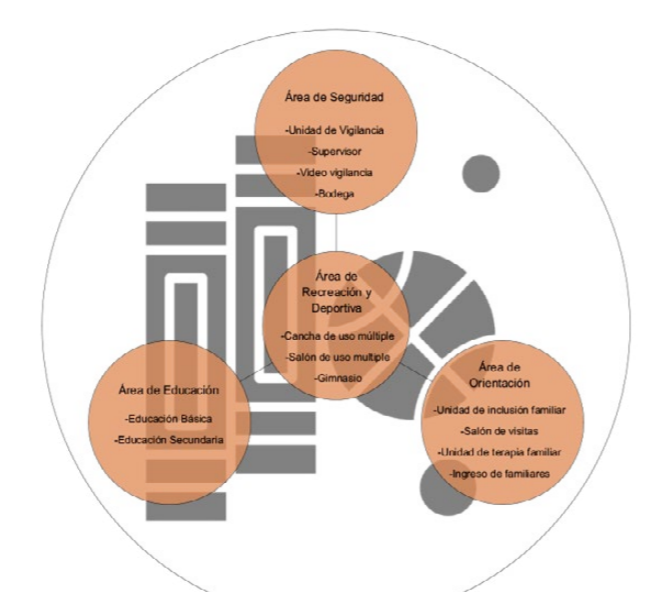 Área de Seguridad
-Unidad de Vigilancia
-Supervisor
-Video vigilancia
-Bodega
Área de
Recreación y
Deportiva
-Cancha de uso múltiple
-Salón de uso multiple
-Gimnasio
Área de Educación
-Educación Básica
-Educación Secundaria
Área de
Orientación
-Unidad de inclusión familiar
-Salón de visitas
-Unidad de terapia familiar
-Ingreso de familiares